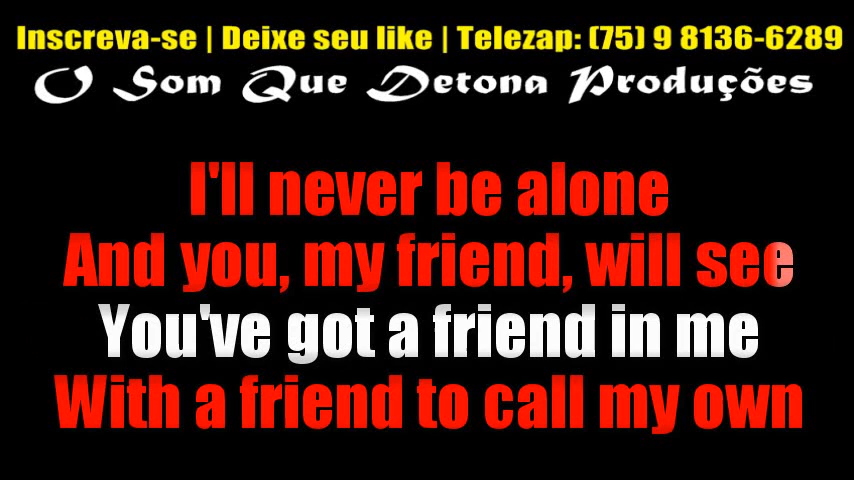 Inscreva-se | Deixe seu like | Telezap: (75) 9 8136-6289
O Som Que Detona Produções
I'll never be alone
And you, my friend, will see
You've got a friend in me
With a friend to call my own